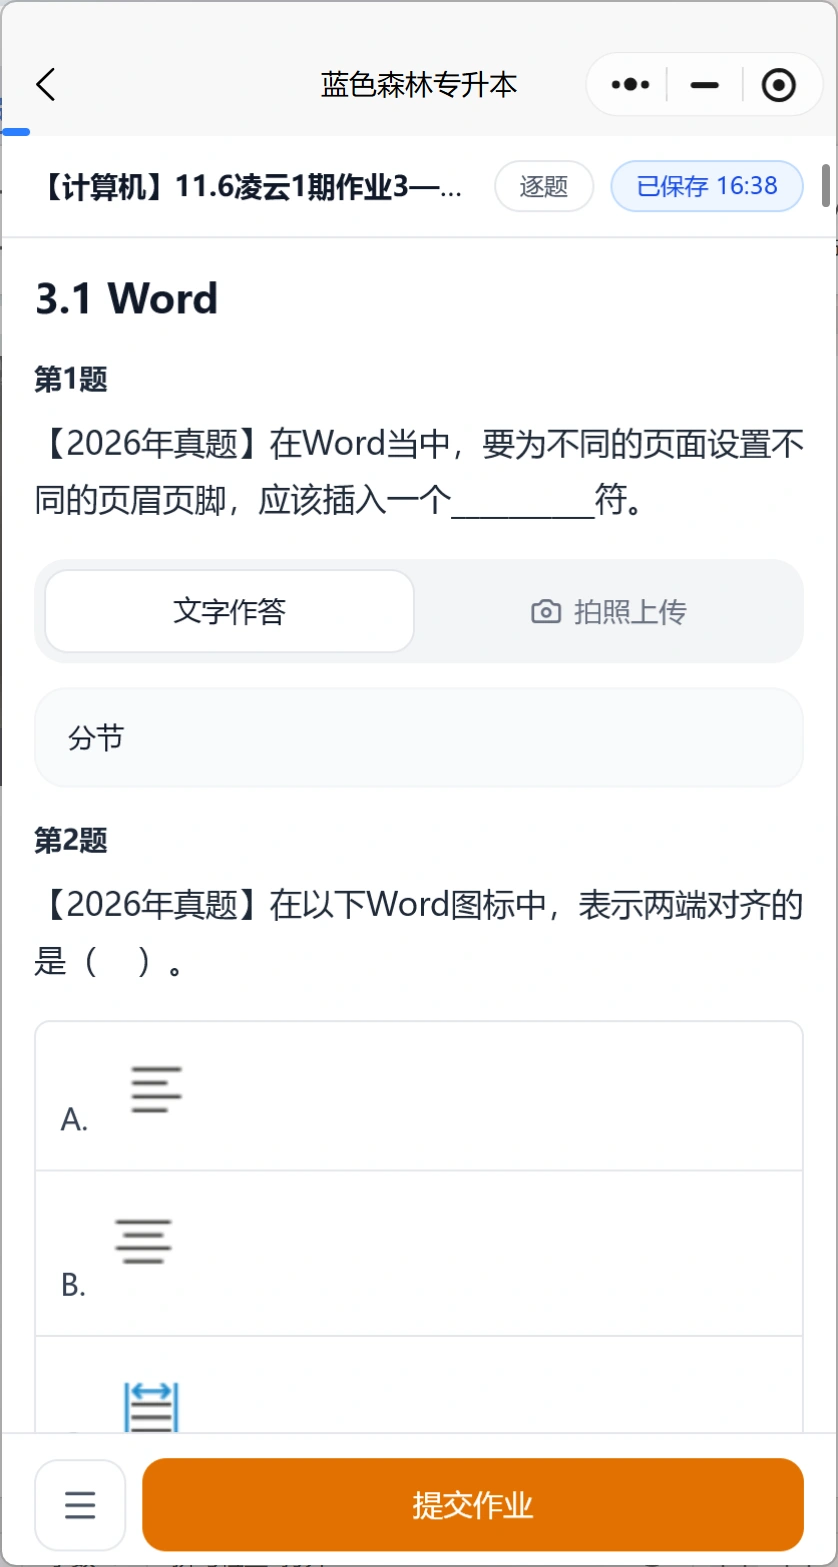 蓝色森林专升本
【计算机】11.6凌云1期作业3—...
逐题
已保存 16:38
3.1 Word
第1题
【2026年真题】在Word当中，要为不同的页面设置不
同的页眉页脚，应该插入一个__________符。
文字作答
拍照上传
分节
第2题
【2026年真题】在以下Word图标中，表示两端对齐的
是（　）。
A.
B.
提交作业